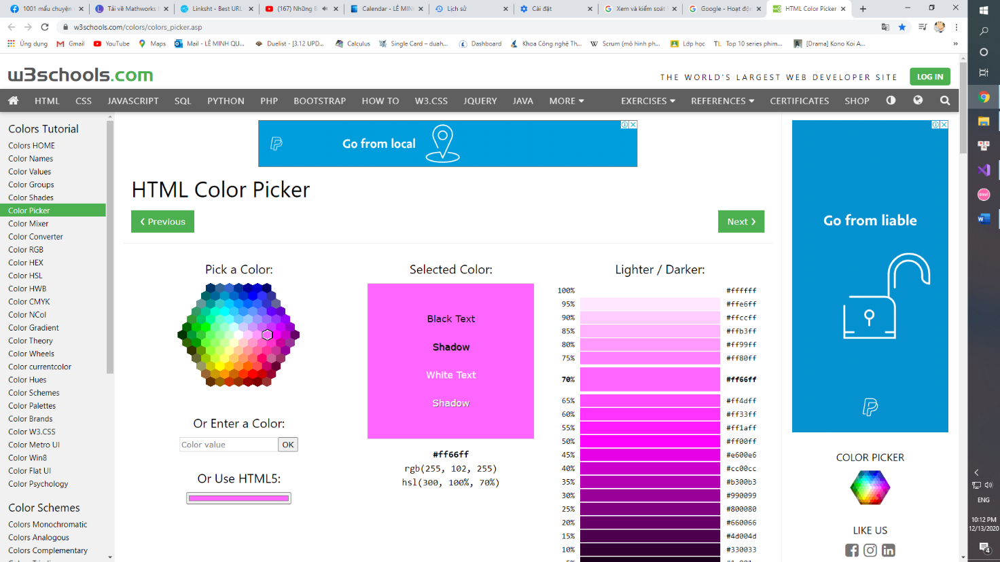 1001 mẩu chuyện
Tải về Mathworks
Linksht - Best URL
(167) Những B
Calendar - LÊ MIN
Lịch sử
Cài đặt
Xem và kiểm soát
Google - Hoạt độn
HTML Color Picker
w3schools.com/colors/colors_picker.asp
Ứng dụng
Gmail
YouTube
Maps
Mail - LÊ MINH QU...
Duelist - [3.12 UPD...
Calculus
Single Card – duah...
Dashboard
Khoa Công nghệ Th...
Scrum (mô hình ph...
Lớp học
TL Top 10 series phim...
[Drama] Kono Koi A...
w3schools.com
THE WORLD'S LARGEST WEB DEVELOPER SITE
LOG IN
HTML
CSS
JAVASCRIPT
SQL
PYTHON
PHP
BOOTSTRAP
HOW TO
W3.CSS
JQUERY
JAVA
MORE
EXERCISES
REFERENCES
CERTIFICATES
SHOP
Colors Tutorial
Colors HOME
Color Names
Color Values
Color Groups
Color Shades
Color Picker
Color Mixer
Color Converter
Color RGB
Color HEX
Color HSL
Color HWB
Color CMYK
Color NCol
Color Gradient
Color Theory
Color Wheels
Color currentcolor
Color Hues
Color Schemes
Color Palettes
Color Brands
Color W3.CSS
Color Metro UI
Color Win8
Color Flat UI
Color Psychology
Color Schemes
Colors Monochromatic
Colors Analogous
Colors Complementary
Go from local
HTML Color Picker
❮ Previous
Next ❯
Pick a Color:
Or Enter a Color:
Color value
OK
Or Use HTML5:
Selected Color:
Black Text
Shadow
White Text
Shadow
#ff66ff
rgb(255, 102, 255)
hsl(300, 100%, 70%)
Lighter / Darker:
100% #ffffff
95% #ffe6ff
90% #ffccff
85% #ffb3ff
80% #ff99ff
75% #ff80ff
70% #ff66ff
65% #ff4dff
60% #ff33ff
55% #ff1aff
50% #ff00ff
45% #e600e6
40% #cc00cc
35% #b300b3
30% #990099
25% #800080
20% #660066
15% #4d004d
10% #330033
Go from liable
COLOR PICKER
LIKE US
osu!
ENG
10:12 PM
12/13/2020
4